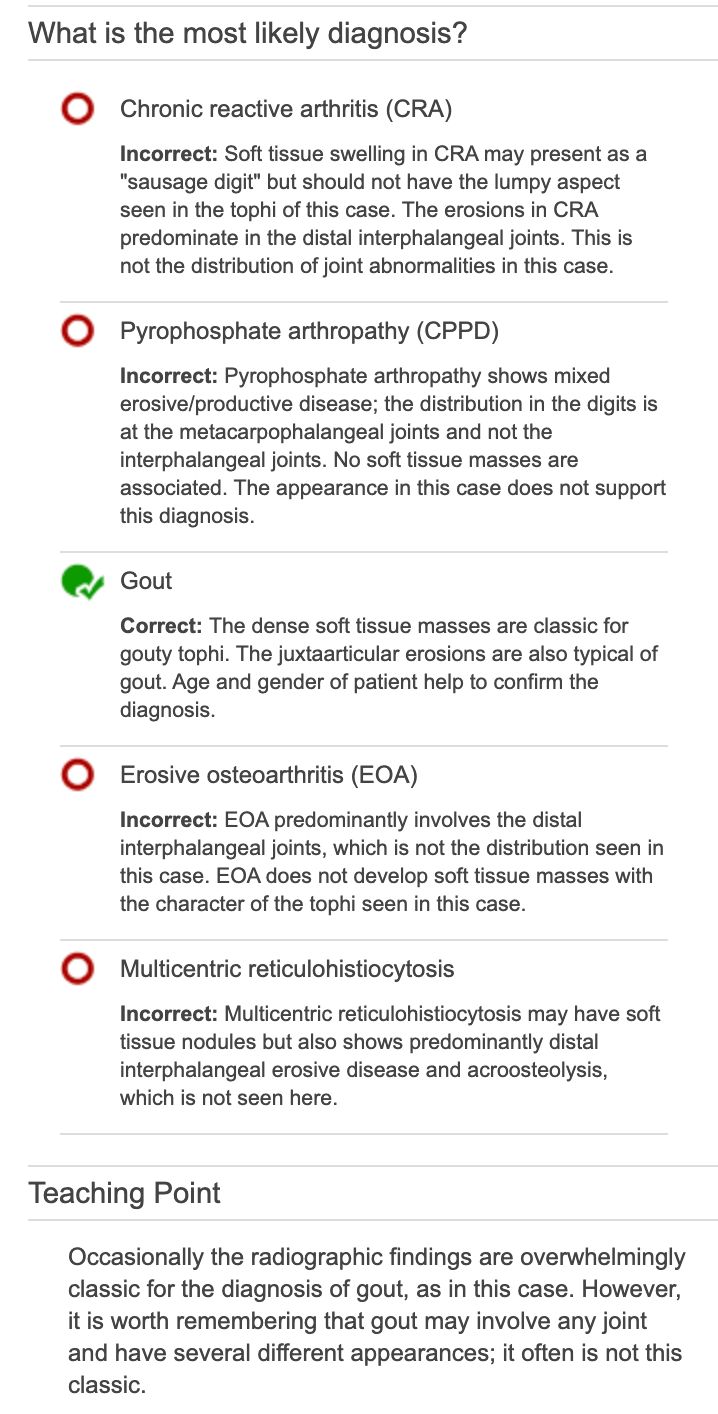 What is the most likely diagnosis?
Chronic reactive arthritis (CRA)
Incorrect: Soft tissue swelling in CRA may present as a
"sausage digit" but should not have the lumpy aspect
seen in the tophi of this case. The erosions in CRA
predominate in the distal interphalangeal joints. This is
not the distribution of joint abnormalities in this case.
Pyrophosphate arthropathy (CPPD)
Incorrect: Pyrophosphate arthropathy shows mixed
erosive/productive disease; the distribution in the digits is
at the metacarpophalangeal joints and not the
interphalangeal joints. No soft tissue masses are
associated. The appearance in this case does not support
this diagnosis.
Gout
Correct: The dense soft tissue masses are classic for
gouty tophi. The juxtaarticular erosions are also typical of
gout. Age and gender of patient help to confirm the
diagnosis.
Erosive osteoarthritis (EOA)
Incorrect: EOA predominantly involves the distal
interphalangeal joints, which is not the distribution seen in
this case. EOA does not develop soft tissue masses with
the character of the tophi seen in this case.
Multicentric reticulohistiocytosis
Incorrect: Multicentric reticulohistiocytosis may have soft
tissue nodules but also shows predominantly distal
interphalangeal erosive disease and acroosteolysis,
which is not seen here.
Teaching Point
Occasionally the radiographic findings are overwhelmingly
classic for the diagnosis of gout, as in this case. However,
it is worth remembering that gout may involve any joint
and have several different appearances; it often is not this
classic.